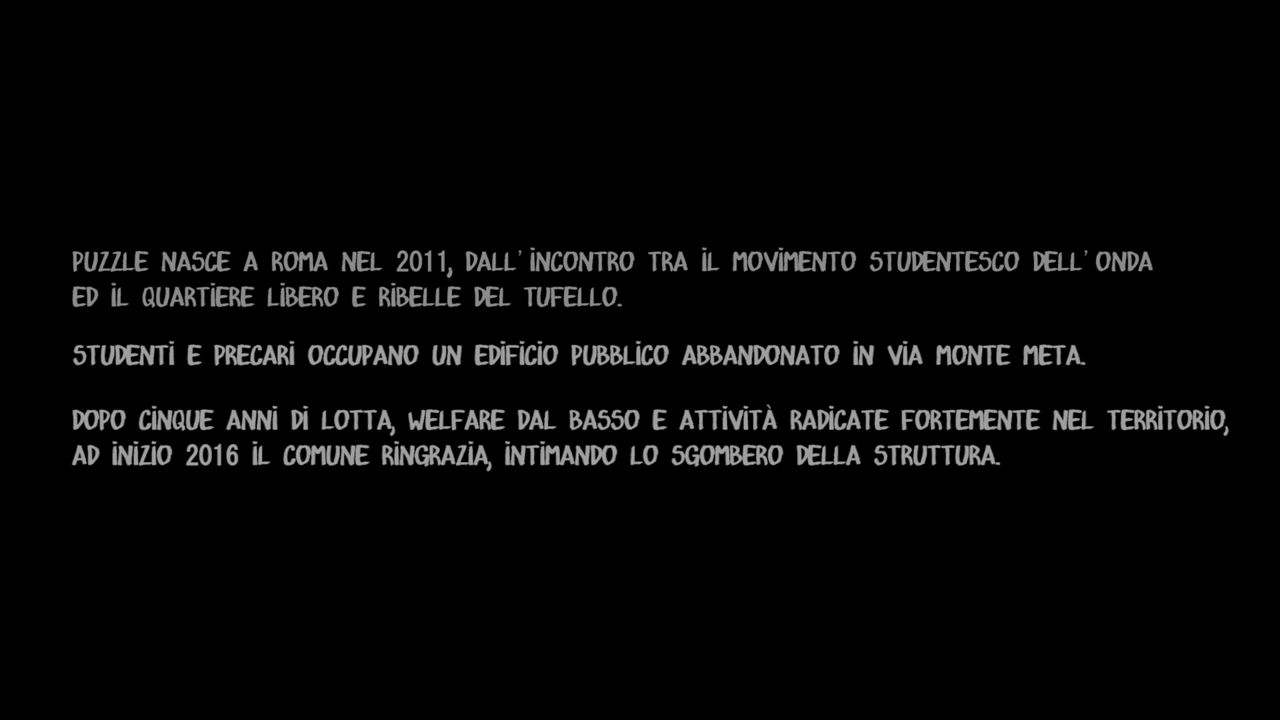 PUZZLE NASCE A ROMA NEL 2011, DALL'INCONTRO TRA IL MOVIMENTO STUDENTESCO DELL'ONDA
ED IL QUARTIERE LIBERO E RIBELLE DEL TUFELLO.
STUDENTI E PRECARI OCCUPANO UN EDIFICIO PUBBLICO ABBANDONATO IN VIA MONTE META.
DOPO CINQUE ANNI DI LOTTA, WELFARE DAL BASSO E ATTIVITÀ RADICATE FORTEMENTE NEL TERRITORIO,
AD INIZIO 2016 IL COMUNE RINGRAZIA, INTIMANDO LO SGOMBERO DELLA STRUTTURA.